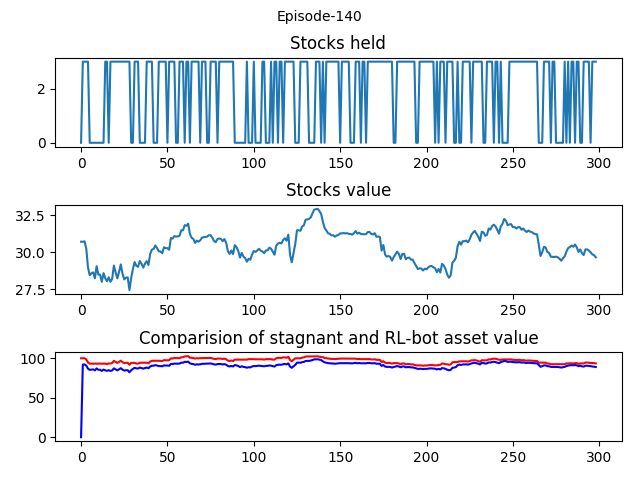 Episode-140
Stocks held
2
0
0 50 100 150 200 250 300
Stocks value
32.5
30.0
27.5
0 50 100 150 200 250 300
Comparision of stagnant and RL-bot asset value
100
50
0
0 50 100 150 200 250 300